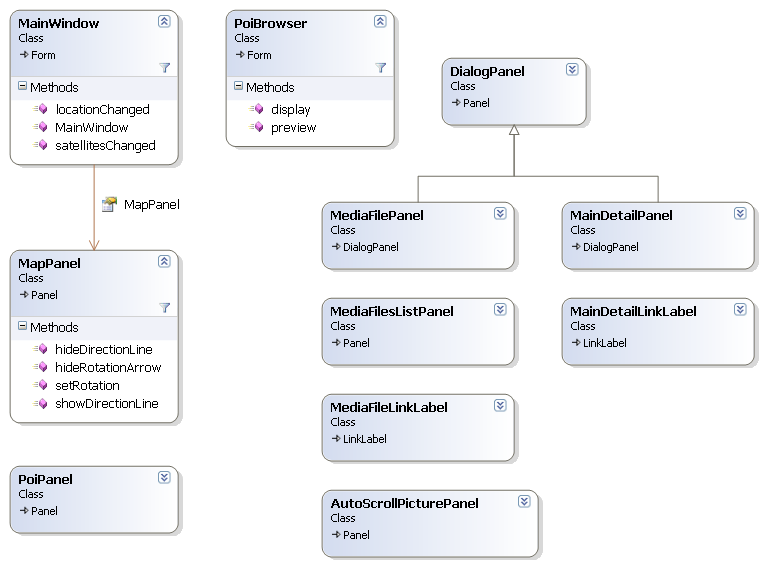 MainWindow
Class
Form
Methods
locationChanged
MainWindow
satellitesChanged
MapPanel
MapPanel
Class
Panel
Methods
hideDirectionLine
hideRotationArrow
setRotation
showDirectionLine
PoiPanel
Class
Panel
PoiBrowser
Class
Form
Methods
display
preview
DialogPanel
Class
Panel
MediaFilePanel
Class
DialogPanel
MainDetailPanel
Class
DialogPanel
MediaFilesListPanel
Class
Panel
MainDetailLinkLabel
Class
LinkLabel
MediaFileLinkLabel
Class
LinkLabel
AutoScrollPicturePanel
Class
Panel